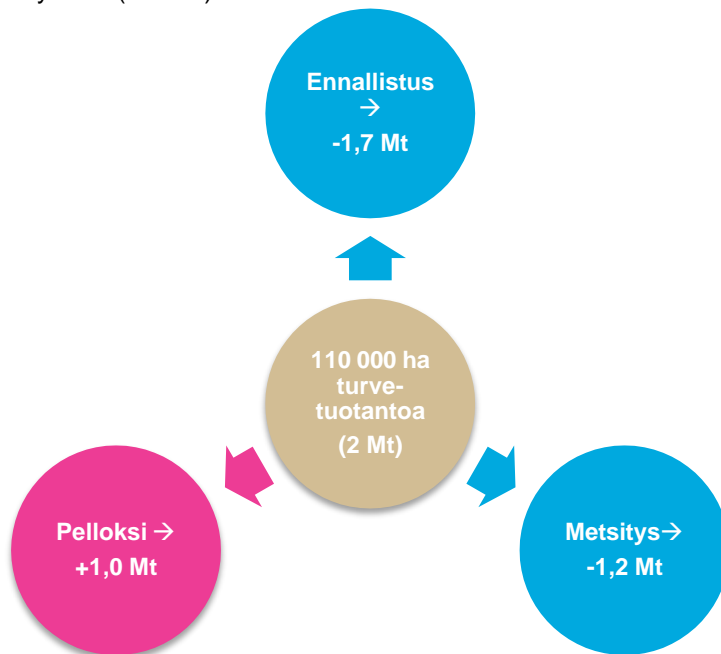 Ennallistus
→
-1,7 Mt
110 000 ha
turve-
tuotantoa
(2 Mt)
Pelloksi →
+1,0 Mt
Metsitys→
-1,2 Mt